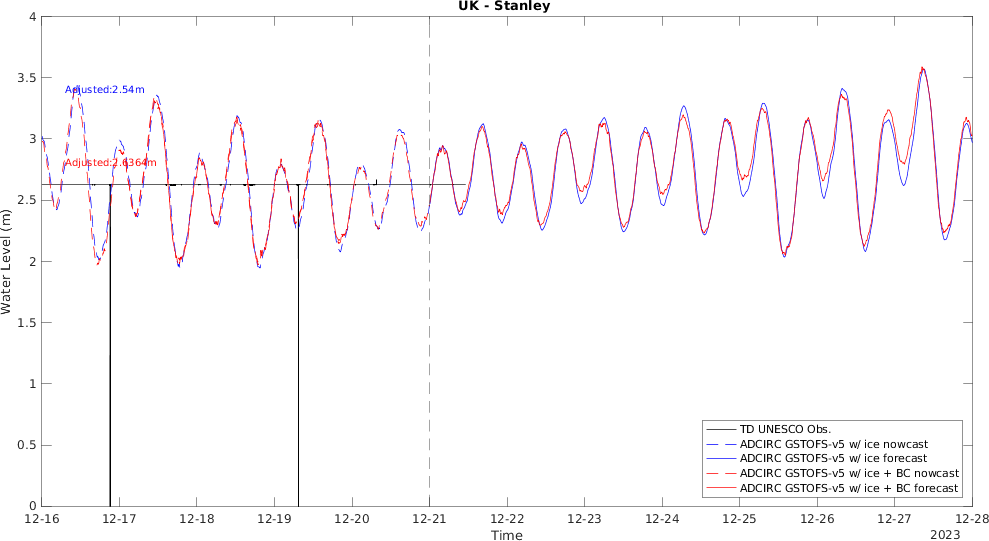 UK - Stanley
Water Level (m)
4
3.5
3
2.5
2
1.5
1
0.5
0
Adjusted:2.54m
Adjusted:2.6364m
TD UNESCO Obs.
ADCIRC GSTOFS-v5 w/ ice nowcast
ADCIRC GSTOFS-v5 w/ ice forecast
ADCIRC GSTOFS-v5 w/ ice + BC nowcast
ADCIRC GSTOFS-v5 w/ ice + BC forecast
12-16 12-17 12-18 12-19 12-20 12-21 12-22 12-23 12-24 12-25 12-26 12-27 12-28
Time
2023